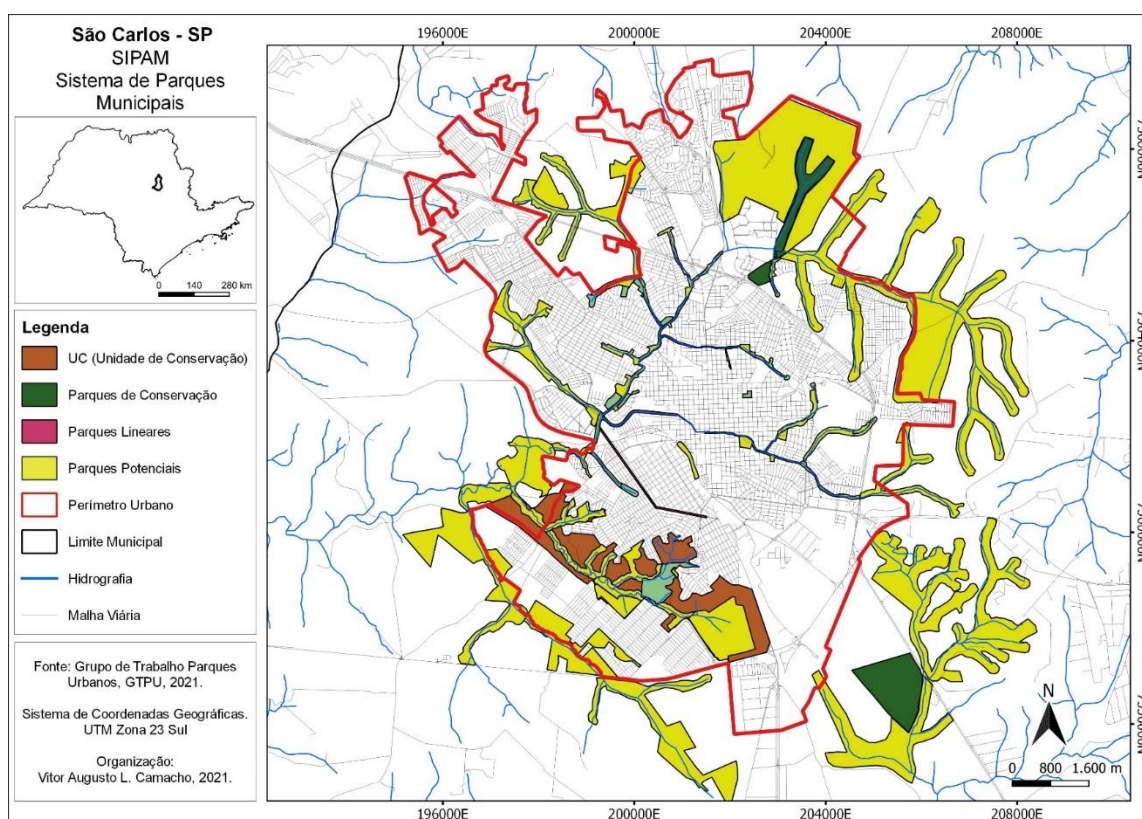 São Carlos - SP
SIPAM
Sistema de Parques
Municipais
0 140 280 km
Legenda
UC (Unidade de Conservação)
Parques de Conservação
Parques Lineares
Parques Potenciais
Perímetro Urbano
Limite Municipal
Hidrografia
Malha Viária
Fonte: Grupo de Trabalho Parques
Urbanos, GTPU, 2021.
Sistema de Coordenadas Geográficas.
UTM Zona 23 Sul
Organização:
Vitor Augusto L. Camacho, 2021.
196000E 200000E 204000E 208000E
N
0 800 1.600 m
196000E 200000E 204000E 208000E